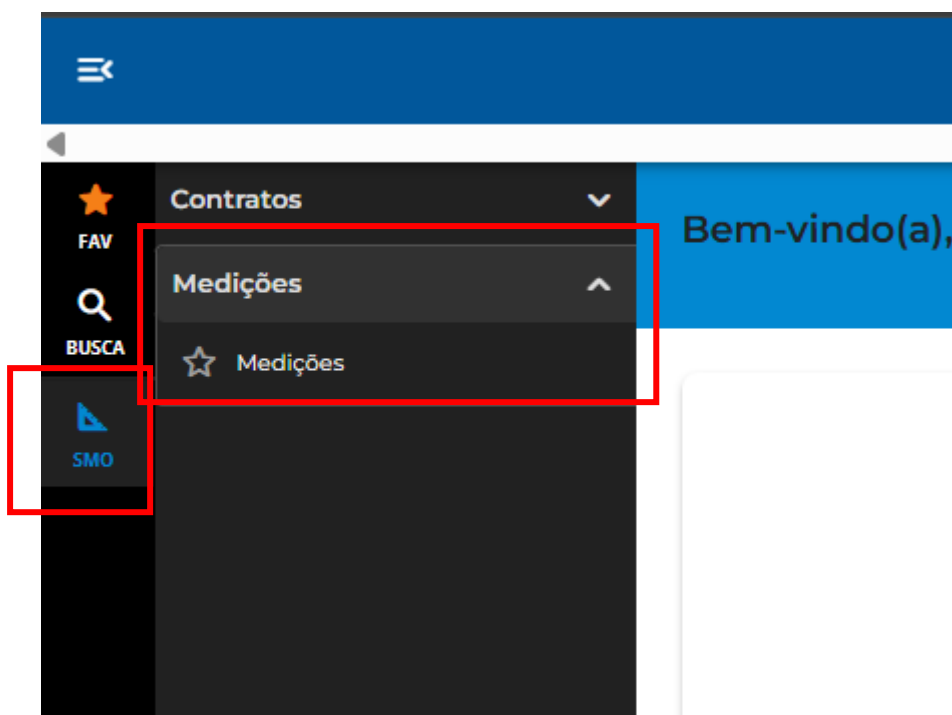 FAV
BUSCA
SMO
Contratos
Medições
Medições
Bem-vindo(a),